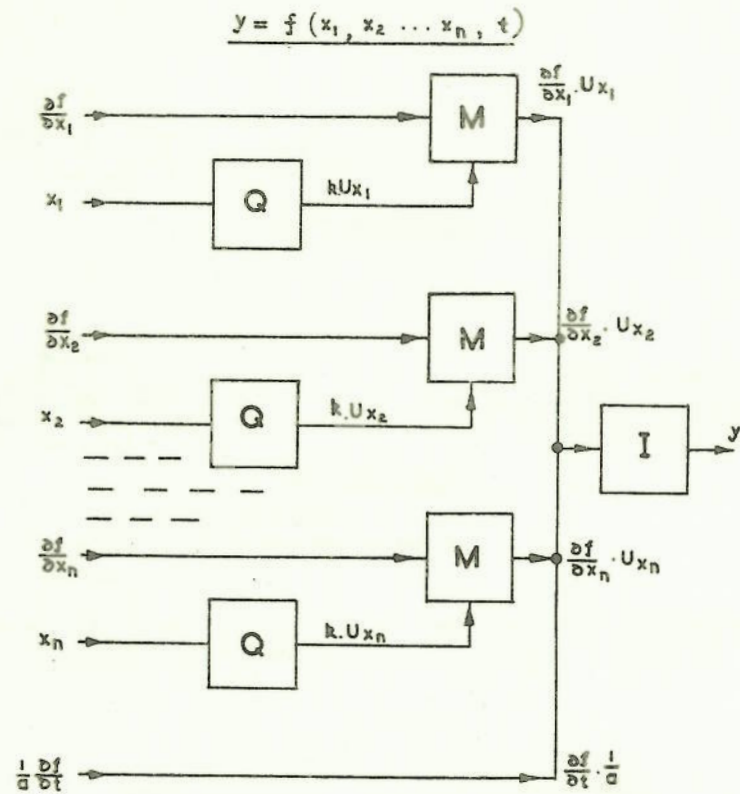 y = f (x₁, x₂ ... xₙ, t)
∂f/∂x₁
M
∂f/∂x₁ . Ux₁
x₁
Q
kUx₁
∂f/∂x₂
M
∂f/∂x₂ . Ux₂
x₂
Q
k.Ux₂
I
y
∂f/∂xₙ
M
∂f/∂xₙ . Uxₙ
xₙ
Q
k.Uxₙ
1/a ∂f/∂t
∂f/∂t . 1/a